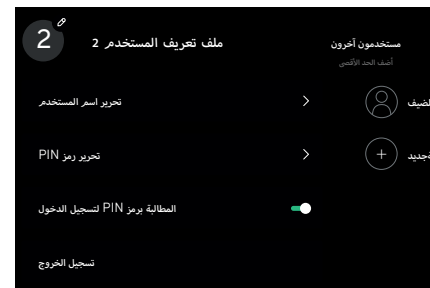 2
ملف تعريف المستخدم 2
تحرير اسم المستخدم
تحرير رمز PIN
المطالبة برمز PIN لتسجيل الدخول
تسجيل الخروج
مستخدمون آخرون
أضف الحد الأقصى
لضيف
جديد